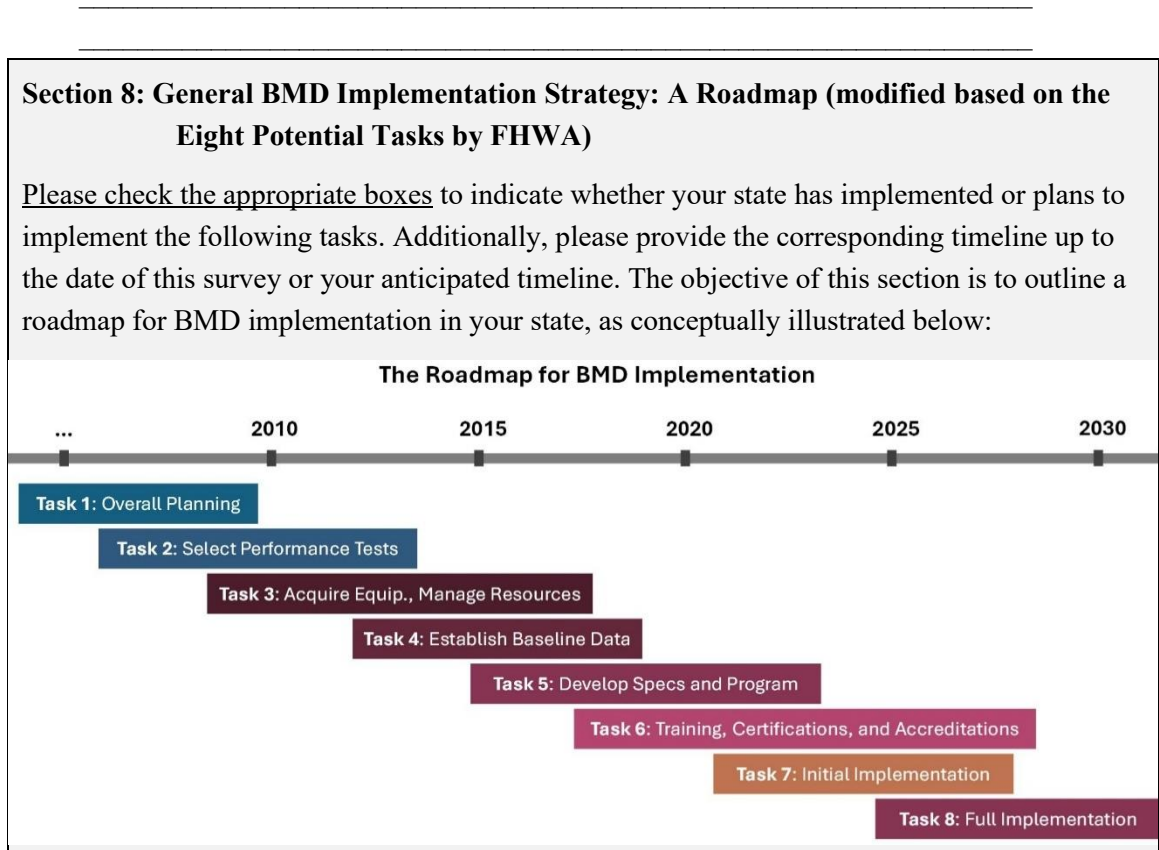 Section 8: General BMD Implementation Strategy: A Roadmap (modified based on the
Eight Potential Tasks by FHWA)
Please check the appropriate boxes to indicate whether your state has implemented or plans to
implement the following tasks. Additionally, please provide the corresponding timeline up to
the date of this survey or your anticipated timeline. The objective of this section is to outline a
roadmap for BMD implementation in your state, as conceptually illustrated below:
The Roadmap for BMD Implementation
... 2010 2015 2020 2025 2030
Task 1: Overall Planning
Task 2: Select Performance Tests
Task 3: Acquire Equip., Manage Resources
Task 4: Establish Baseline Data
Task 5: Develop Specs and Program
Task 6: Training, Certifications, and Accreditations
Task 7: Initial Implementation
Task 8: Full Implementation